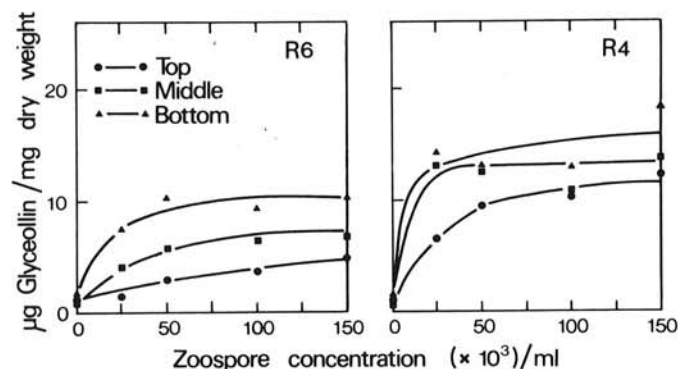 R6
R4
Top
Middle
Bottom
20
10
0
0
50
100
150
0
50
100
150
µg Glyceollin/mg dry weight
Zoospore concentration (× 10³)/ml